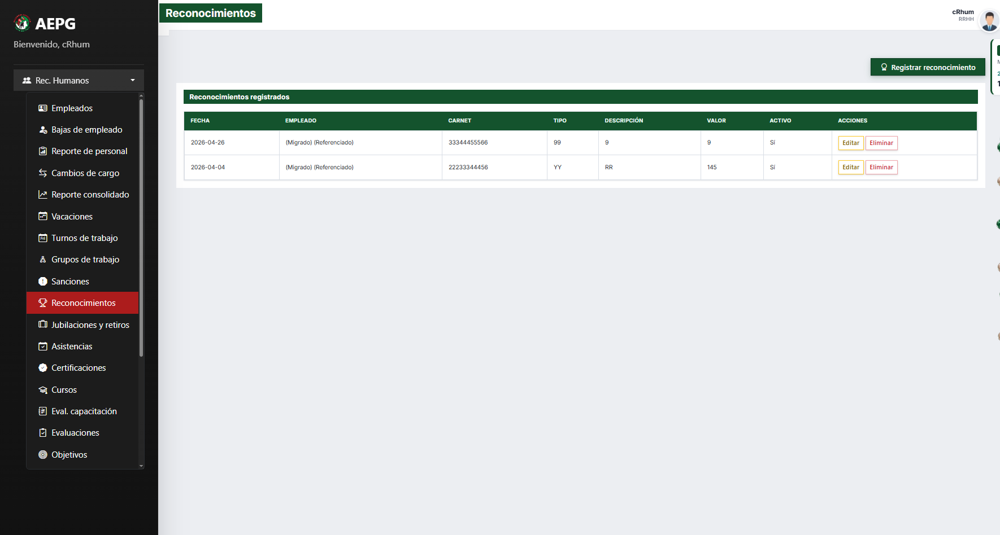 AEPG
Bienvenido, cRhum
Rec. Humanos
Empleados
Bajas de empleado
Reporte de personal
Cambios de cargo
Reporte consolidado
Vacaciones
Turnos de trabajo
Grupos de trabajo
Sanciones
Reconocimientos
Jubilaciones y retiros
Asistencias
Certificaciones
Cursos
Eval. capacitación
Evaluaciones
Objetivos
Reconocimientos
cRhum
RRHH
Registrar reconocimiento
Reconocimientos registrados
FECHA EMPLEADO CARNET TIPO DESCRIPCIÓN VALOR ACTIVO ACCIONES
2026-04-26 (Migrado) (Referenciado) 33344455566 99 9 9 Sí Editar Eliminar
2026-04-04 (Migrado) (Referenciado) 22233344456 YY RR 145 Sí Editar Eliminar